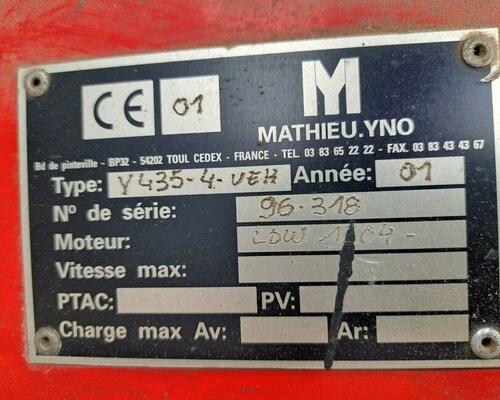 CE 01 M
MATHIEU.YNO
Bd de pinteville - BP32 - 54202 TOUL CEDEX - FRANCE - TEL. 03 83 65 22 22 - FAX. 03 83 43 43 67
Type: Y435-4-VEH Année: 01
N° de série: 96-318
Moteur: LDW
Vitesse max:
PTAC: PV:
Charge max Av: Ar: